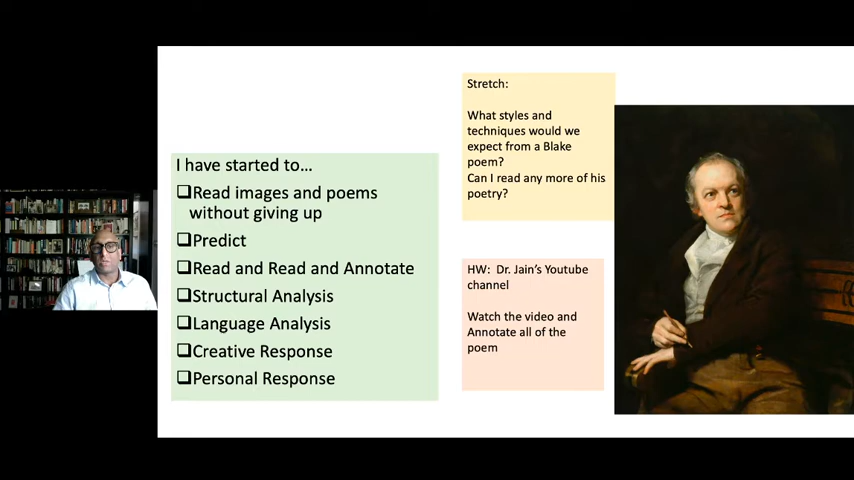 I have started to...
Read images and poems
without giving up
Predict
Read and Read and Annotate
Structural Analysis
Language Analysis
Creative Response
Personal Response
Stretch:
What styles and
techniques would we
expect from a Blake
poem?
Can I read any more of his
poetry?
HW: Dr. Jain's Youtube
channel
Watch the video and
Annotate all of the
poem